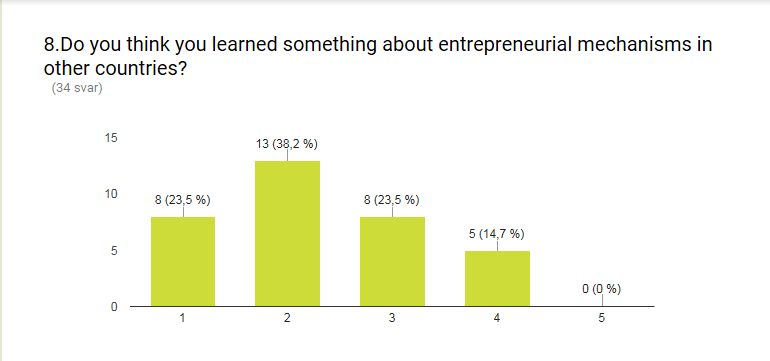 8.Do you think you learned something about entrepreneurial mechanisms in
other countries?
(34 svar)
15
13 (38,2 %)
10
8 (23,5 %)
8 (23,5 %)
5 (14,7 %)
5
0 (0 %)
0
1 2 3 4 5